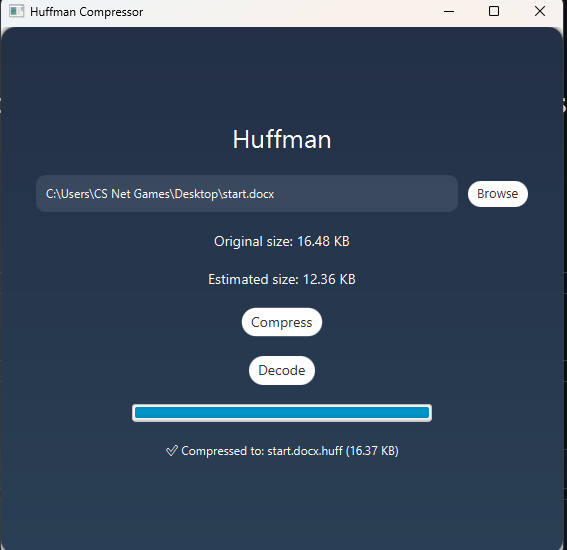 Huffman Compressor
Huffman
C:\Users\CS Net Games\Desktop\start.docx
Browse
Original size: 16.48 KB
Estimated size: 12.36 KB
Compress
Decode
✅ Compressed to: start.docx.huff (16.37 KB)